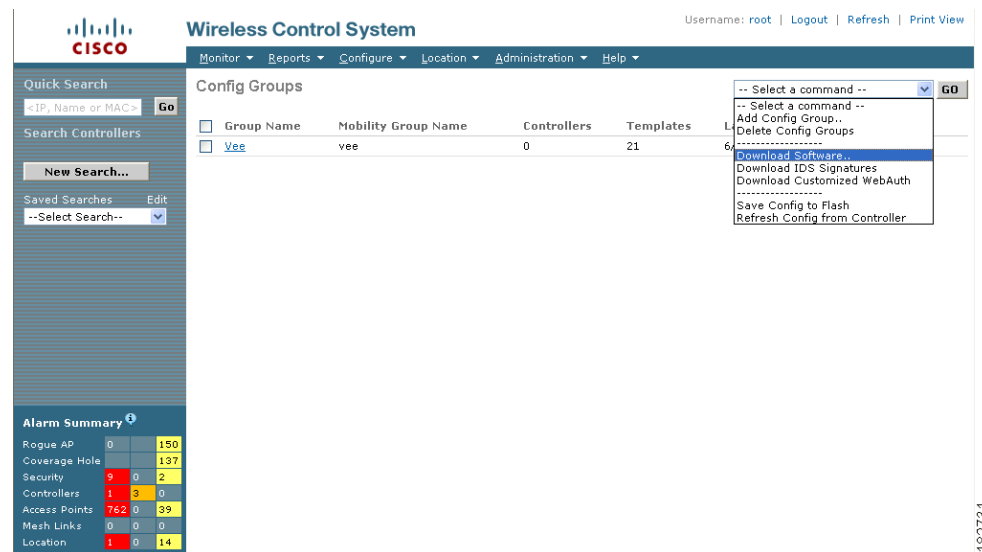 CISCO
Wireless Control System
Username: root | Logout | Refresh | Print View
Monitor Reports Configure Location Administration Help
Quick Search
<IP, Name or MAC> Go
Search Controllers
New Search...
Saved Searches Edit
--Select Search--
Config Groups
-- Select a command -- GO
-- Select a command --
Add Config Group..
Delete Config Groups
------------------
Download Software..
Download IDS Signatures
Download Customized WebAuth
------------------
Save Config to Flash
Refresh Config from Controller
Group Name Mobility Group Name Controllers Templates
Vee vee 0 21 6/
Alarm Summary
Rogue AP 0 150
Coverage Hole 137
Security 9 0 2
Controllers 1 3 0
Access Points 762 0 39
Mesh Links 0 0 0
Location 1 0 14